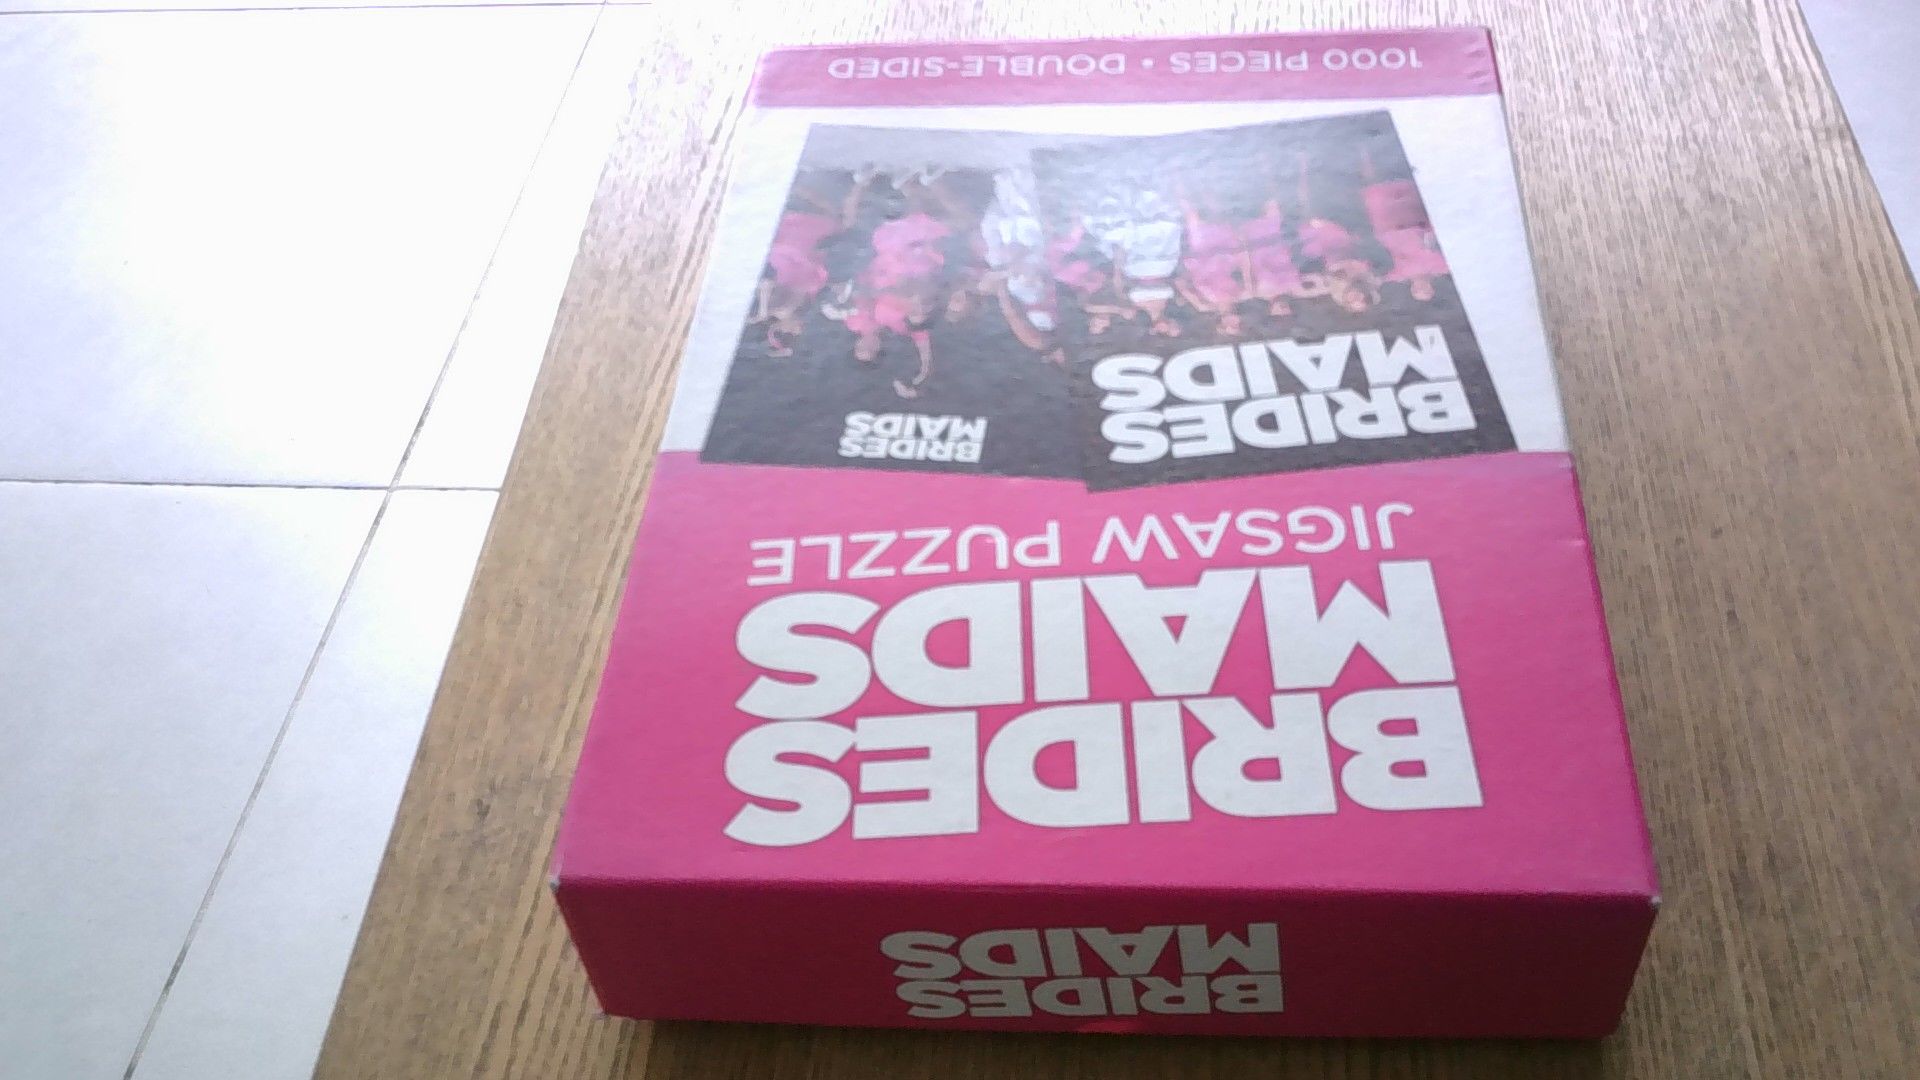 BRIDES
MAIDS
BRIDES
MAIDS
JIGSAW PUZZLE
BRIDES
MAIDS
BRIDES
MAIDS
1000 PIECES • DOUBLE-SIDED